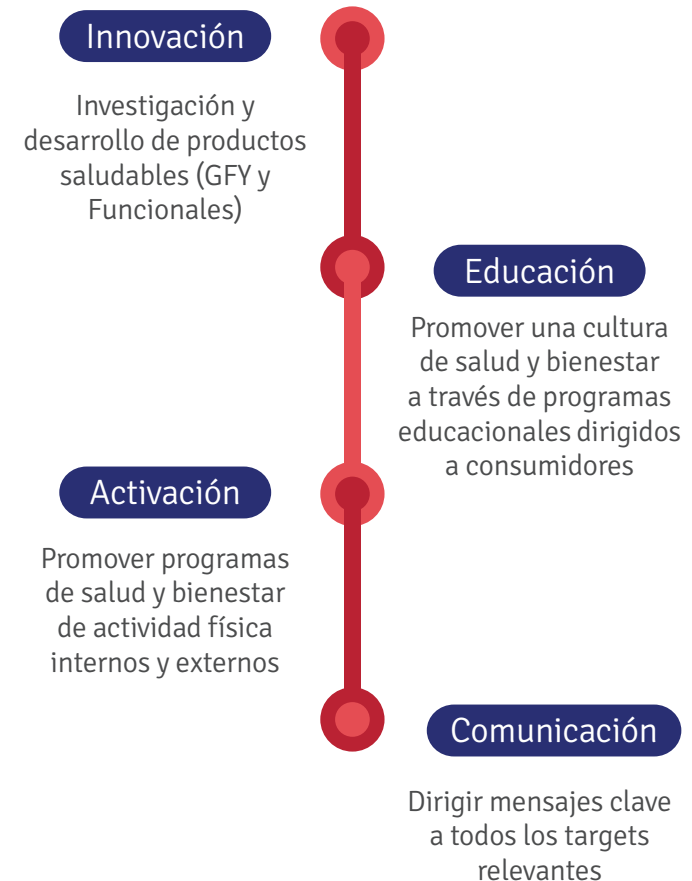 Innovación
Investigación y
desarrollo de productos
saludables (GFY y
Funcionales)
Educación
Promover una cultura
de salud y bienestar
a través de programas
educacionales dirigidos
a consumidores
Activación
Promover programas
de salud y bienestar
de actividad física
internos y externos
Comunicación
Dirigir mensajes clave
a todos los targets
relevantes